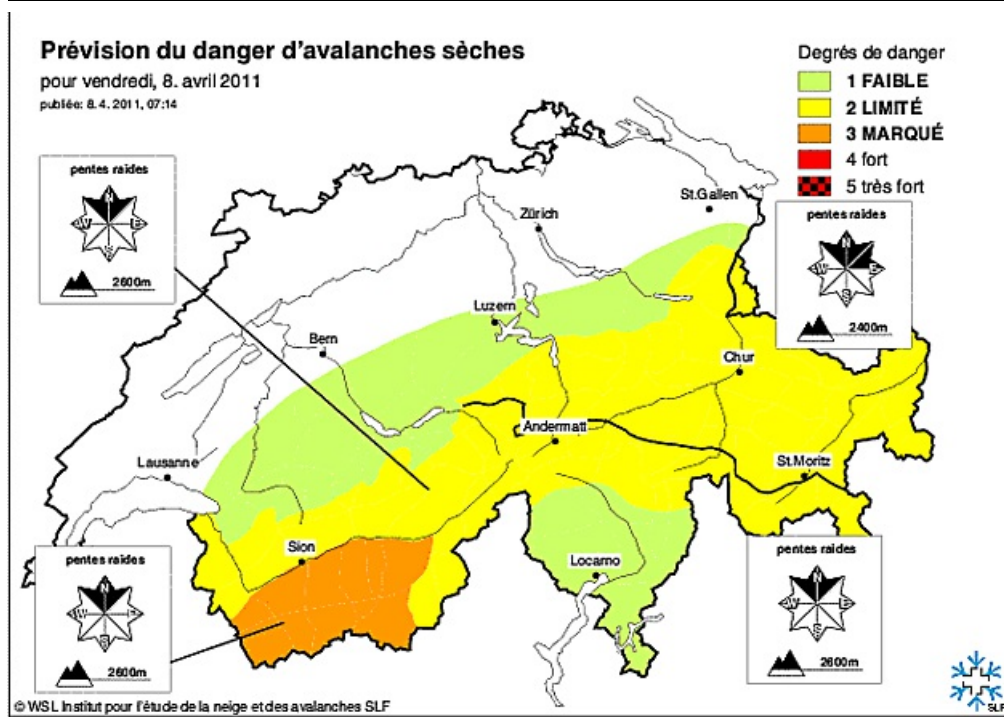 Prévision du danger d'avalanches sèches
pour vendredi, 8. avril 2011
publiée: 8. 4. 2011, 07:14
Degrés de danger
1 FAIBLE
2 LIMITÉ
3 MARQUÉ
4 fort
5 très fort
pentes raides
N
W E
S
2600m
St.Gallen
Zürich
pentes raides
N
W E
S
2400m
Luzern
Bern
Chur
Andermatt
Lausanne
St.Moritz
Sion
Locarno
pentes raides
N
W E
S
2600m
pentes raides
N
W E
S
2600m
© WSL Institut pour l'étude de la neige et des avalanches SLF
SLF